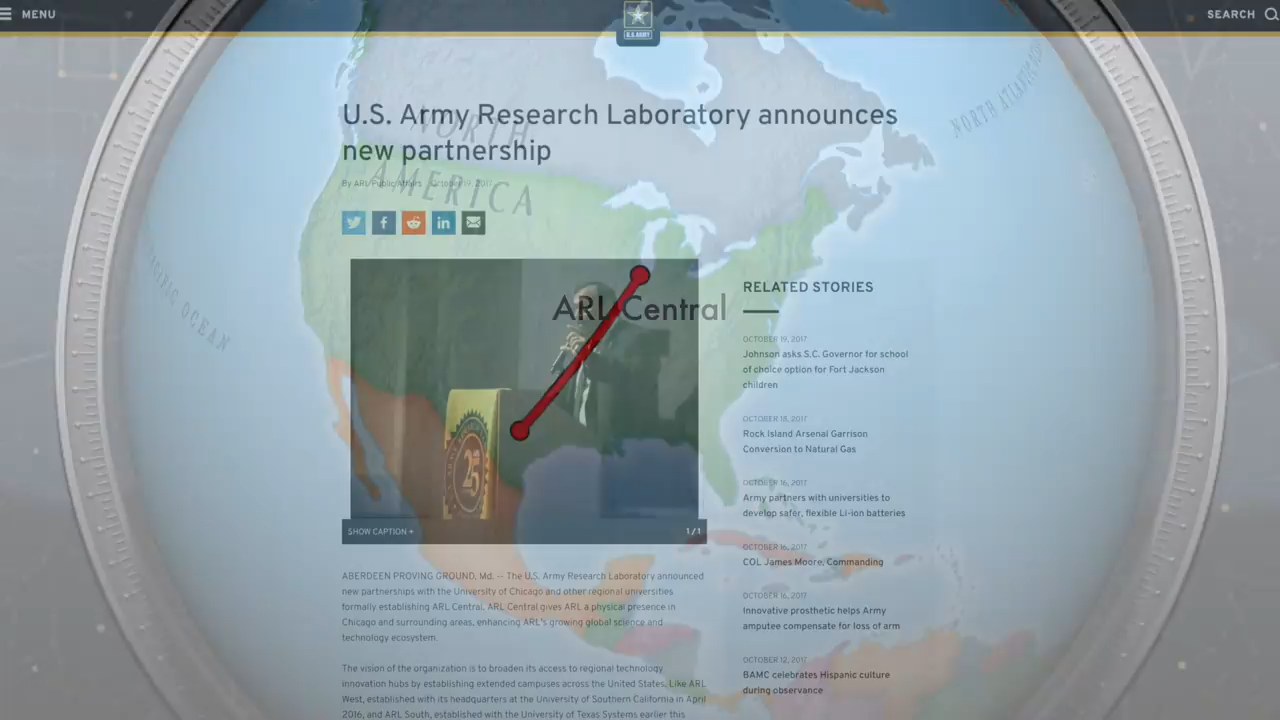 MENU
SEARCH
U.S. ARMY
U.S. Army Research Laboratory announces
new partnership
NORTH
AMERICA
NORTH ATLANTIC
PACIFIC OCEAN
By ARL Public Affairs October 19, 2017
ARL Central
25
SHOW CAPTION +
1 / 1
ABERDEEN PROVING GROUND, Md. -- The U.S. Army Research Laboratory announced
new partnerships with the University of Chicago and other regional universities
formally establishing ARL Central. ARL Central gives ARL a physical presence in
Chicago and surrounding areas, enhancing ARL's growing global science and
technology ecosystem.
The vision of the organization is to broaden its access to regional technology
innovation hubs by establishing extended campuses across the United States. Like ARL
West, established with its headquarters at the University of Southern California in April
2016, and ARL South, established with the University of Texas Systems earlier this
RELATED STORIES
OCTOBER 19, 2017
Johnson asks S.C. Governor for school
of choice option for Fort Jackson
children
OCTOBER 18, 2017
Rock Island Arsenal Garrison
Conversion to Natural Gas
OCTOBER 16, 2017
Army partners with universities to
develop safer, flexible Li-ion batteries
OCTOBER 16, 2017
COL James Moore, Commanding
OCTOBER 16, 2017
Innovative prosthetic helps Army
amputee compensate for loss of arm
OCTOBER 12, 2017
BAMC celebrates Hispanic culture
during observance